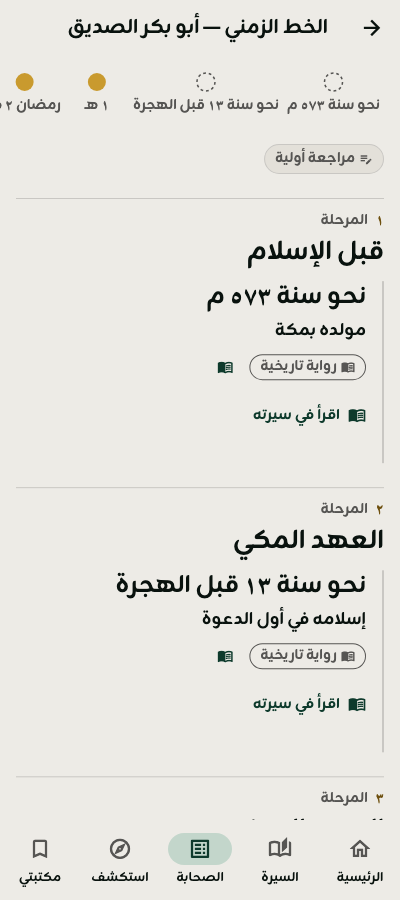 الخط الزمني — أبو بكر الصديق
نحو سنة ٥٧٣ م
نحو سنة ١٣ قبل الهجرة
١ هـ
رمضان ٢
مراجعة أولية
١ المرحلة
قبل الإسلام
نحو سنة ٥٧٣ م
مولده بمكة
رواية تاريخية
اقرأ في سيرته
٢ المرحلة
العهد المكي
نحو سنة ١٣ قبل الهجرة
إسلامه في أول الدعوة
رواية تاريخية
اقرأ في سيرته
٣ المرحلة
الرئيسية
السيرة
الصحابة
استكشف
مكتبتي